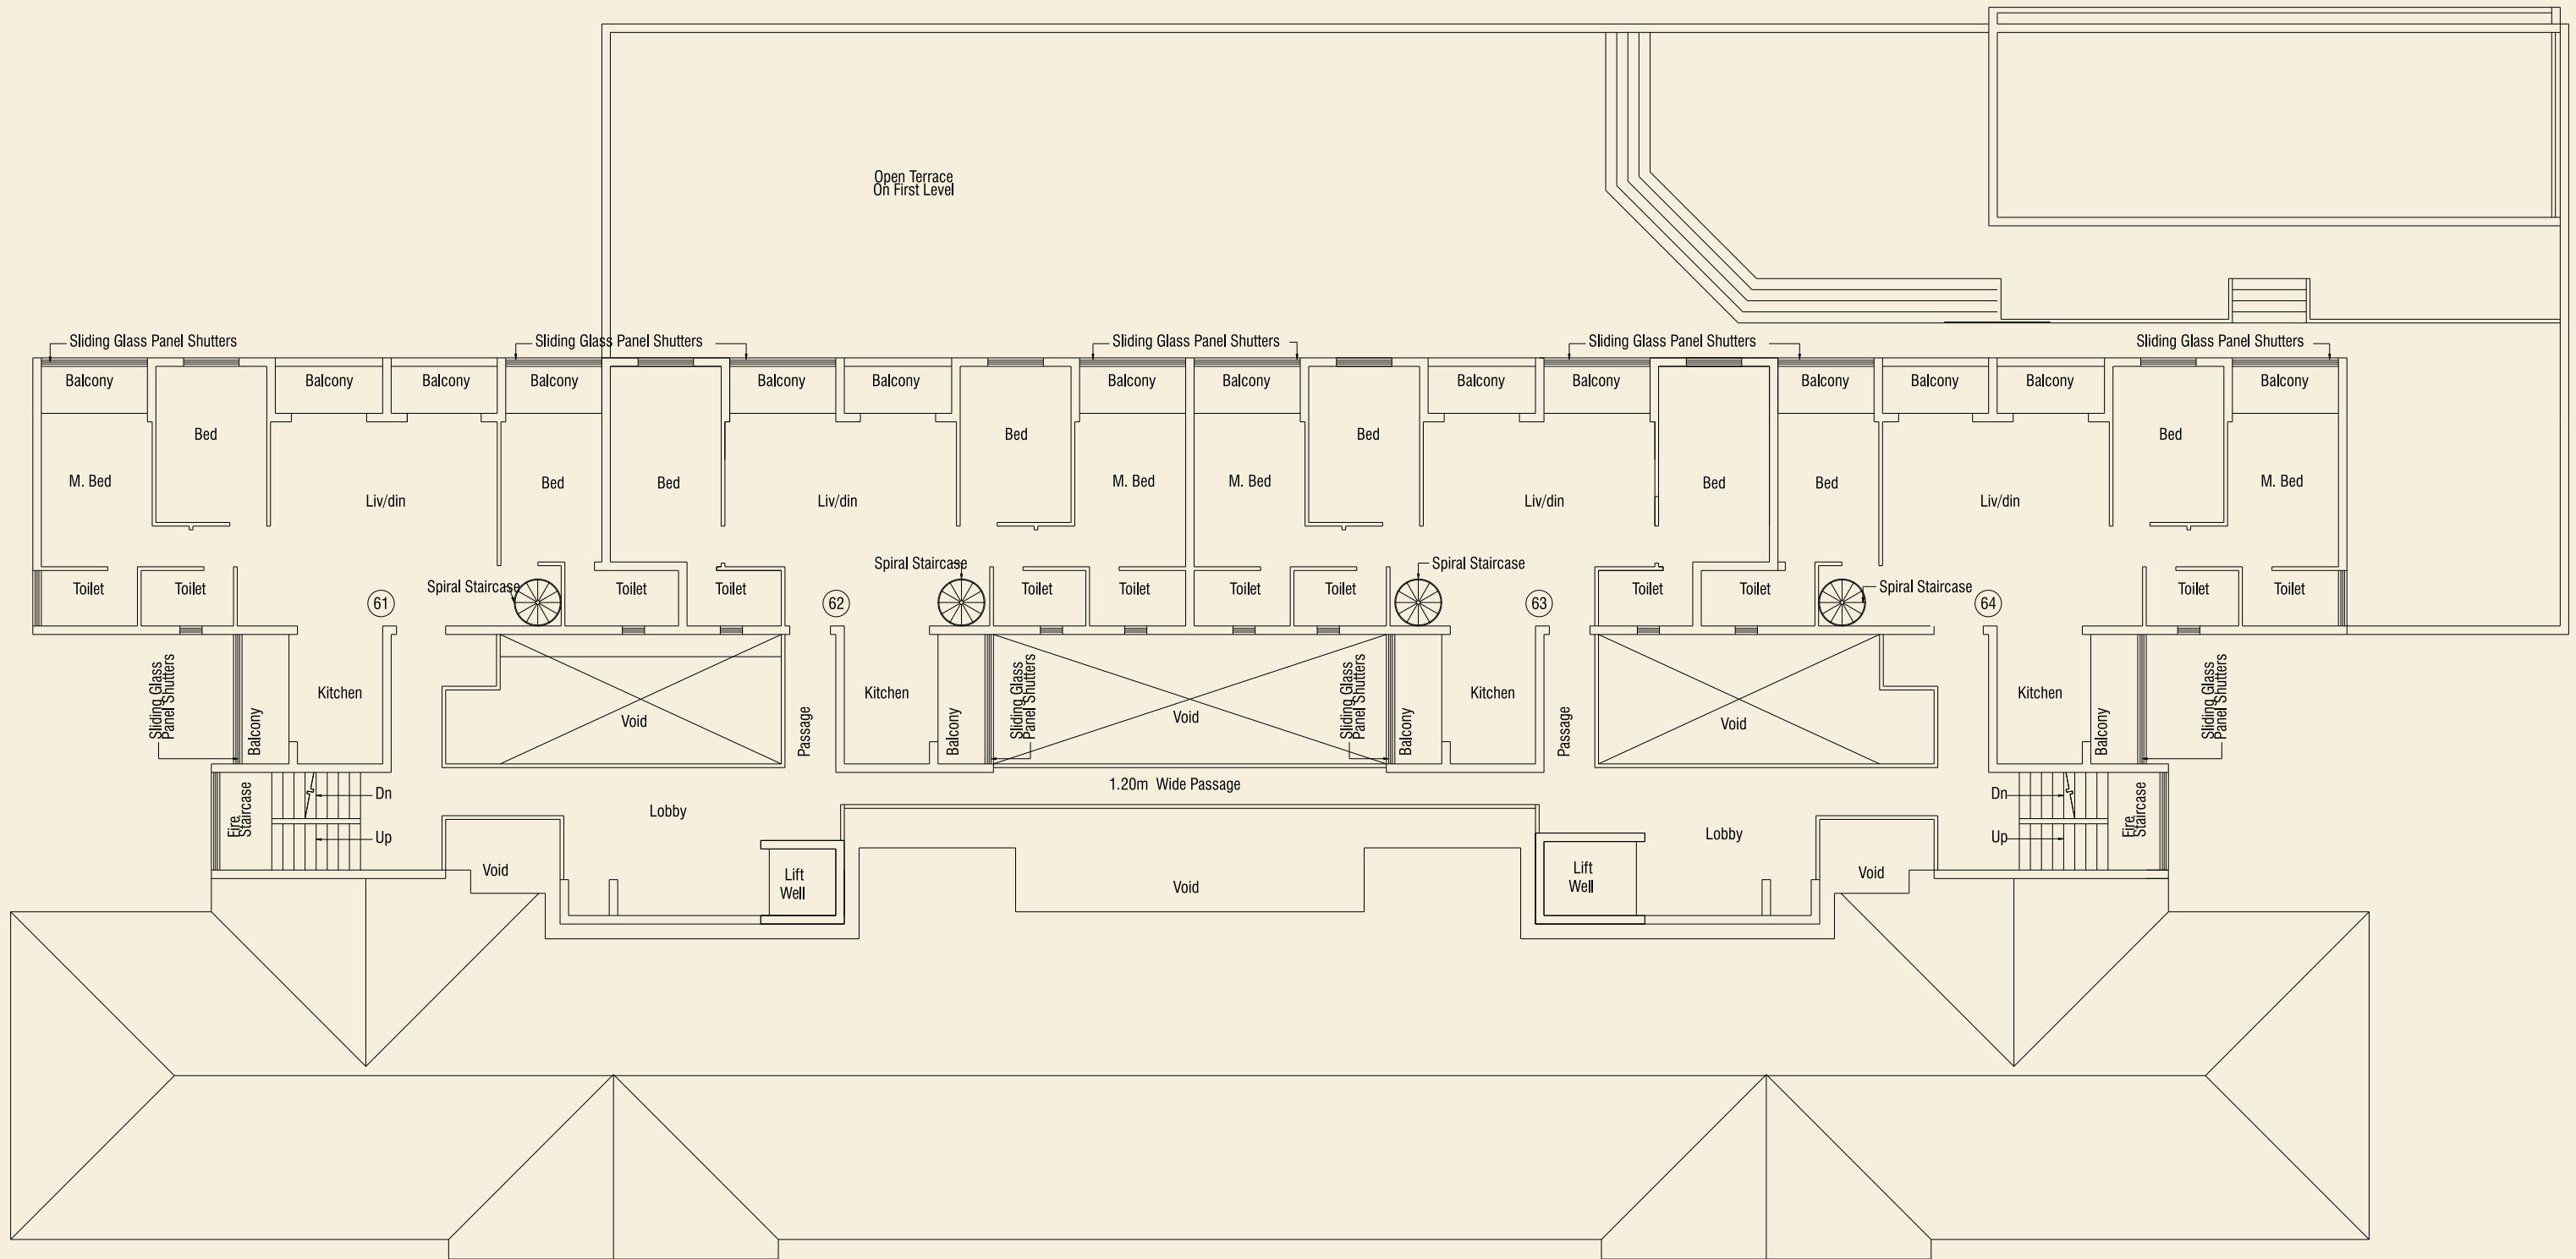 Open Terrace
On First Level
Sliding Glass Panel Shutters
Sliding Glass Panel Shutters
Sliding Glass Panel Shutters
Sliding Glass Panel Shutters
Sliding Glass Panel Shutters
Balcony
Balcony
Balcony
Balcony
Balcony
Balcony
Balcony
Balcony
Balcony
Balcony
Balcony
Balcony
Balcony
Balcony
Bed
Bed
Bed
Bed
M. Bed
Bed
Bed
M. Bed
M. Bed
Bed
Bed
M. Bed
Liv/din
Liv/din
Liv/din
Liv/din
Spiral Staircase
Spiral Staircase
Spiral Staircase
Spiral Staircase
Toilet
Toilet
Toilet
Toilet
Toilet
Toilet
Toilet
Toilet
Toilet
Toilet
Toilet
Toilet
61
62
63
64
Sliding Glass
Panel Shutters
Balcony
Kitchen
Void
Passage
Kitchen
Balcony
Sliding Glass
Panel Shutters
Void
Sliding Glass
Panel Shutters
Balcony
Kitchen
Passage
Void
Kitchen
Balcony
Sliding Glass
Panel Shutters
1.20m Wide Passage
Fire
Staircase
Dn
Up
Lobby
Lobby
Dn
Up
Fire
Staircase
Void
Lift
Well
Void
Lift
Well
Void